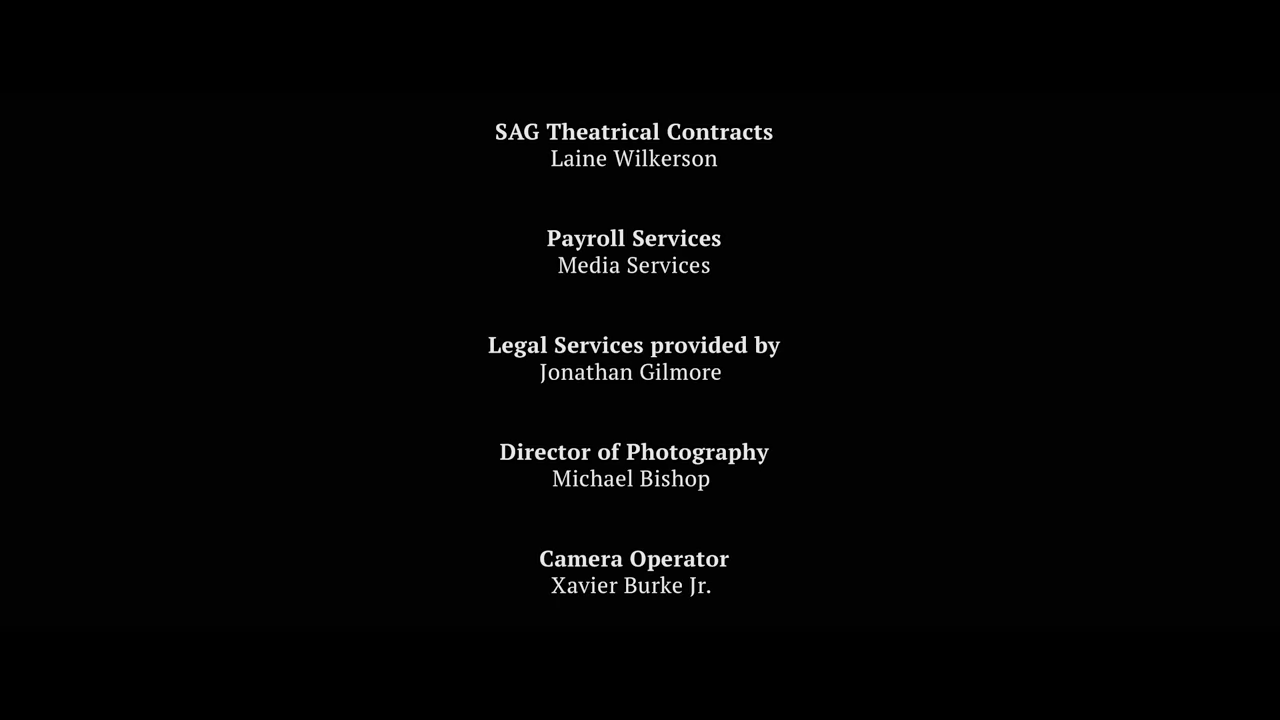 SAG Theatrical Contracts
Laine Wilkerson
Payroll Services
Media Services
Legal Services provided by
Jonathan Gilmore
Director of Photography
Michael Bishop
Camera Operator
Xavier Burke Jr.